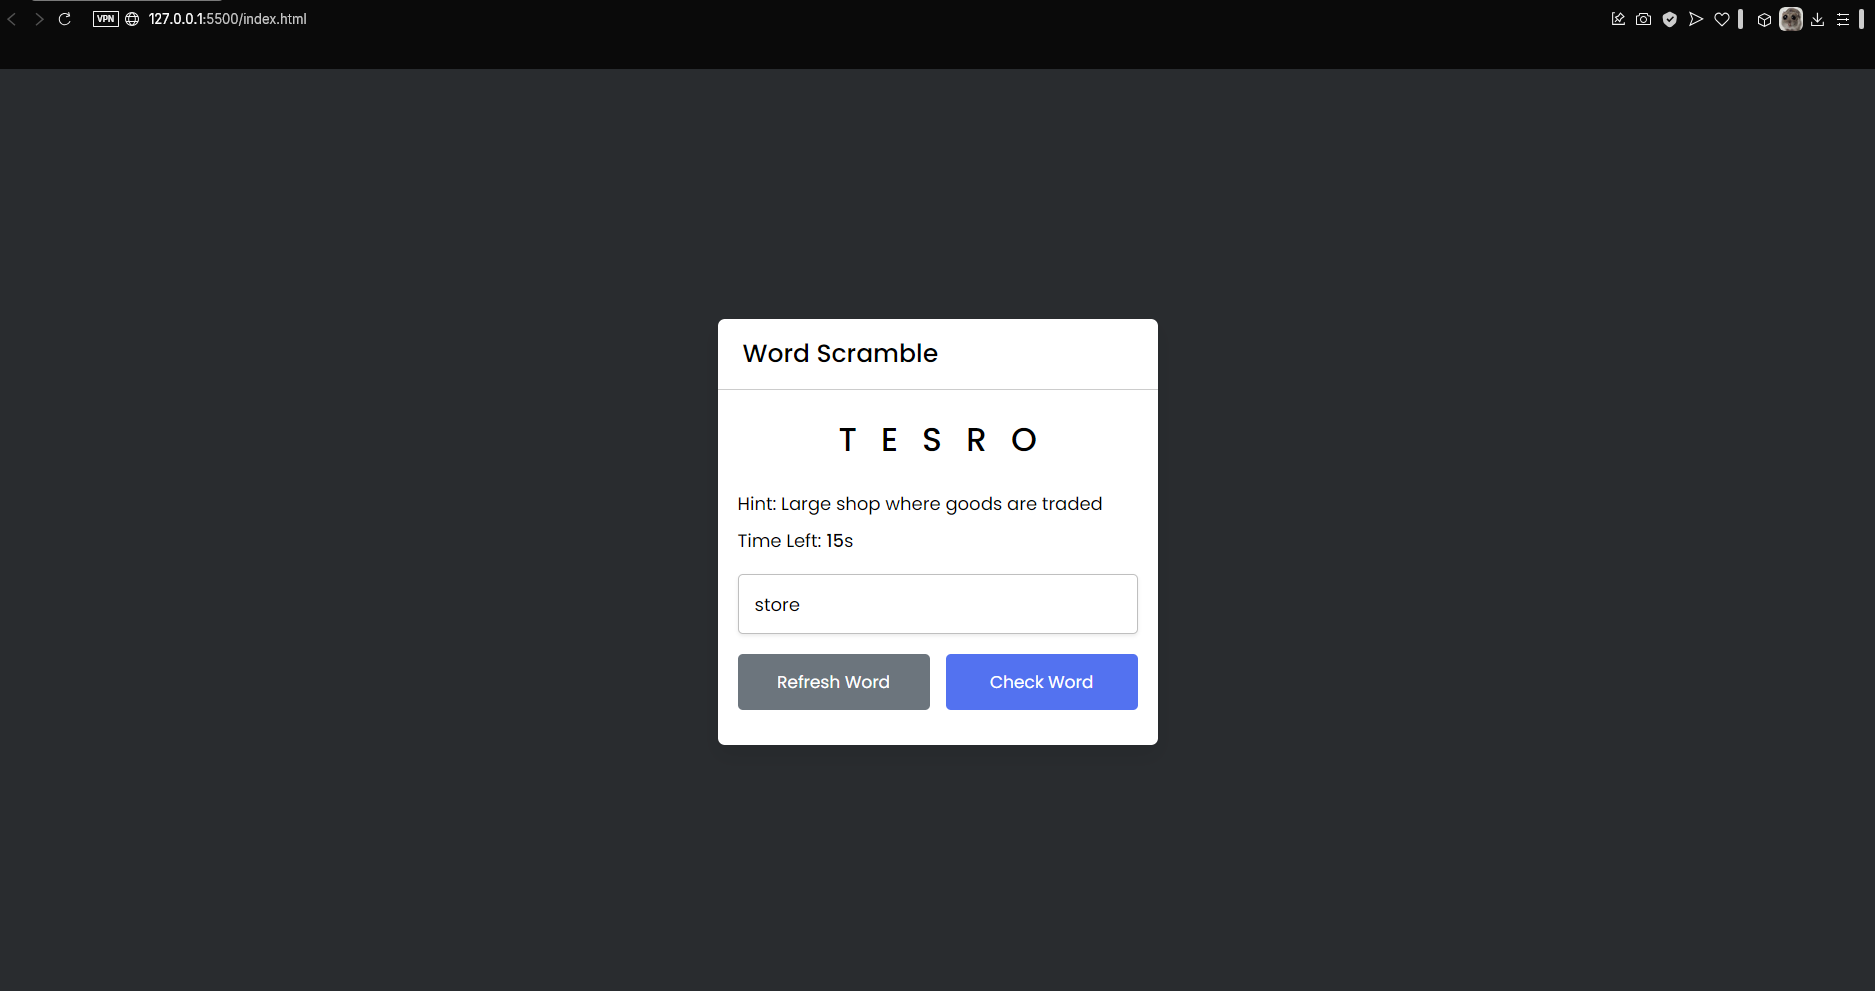 VPN 127.0.0.1:5500/index.html
Word Scramble
T E S R O
Hint: Large shop where goods are traded
Time Left: 15s
store
Refresh Word Check Word